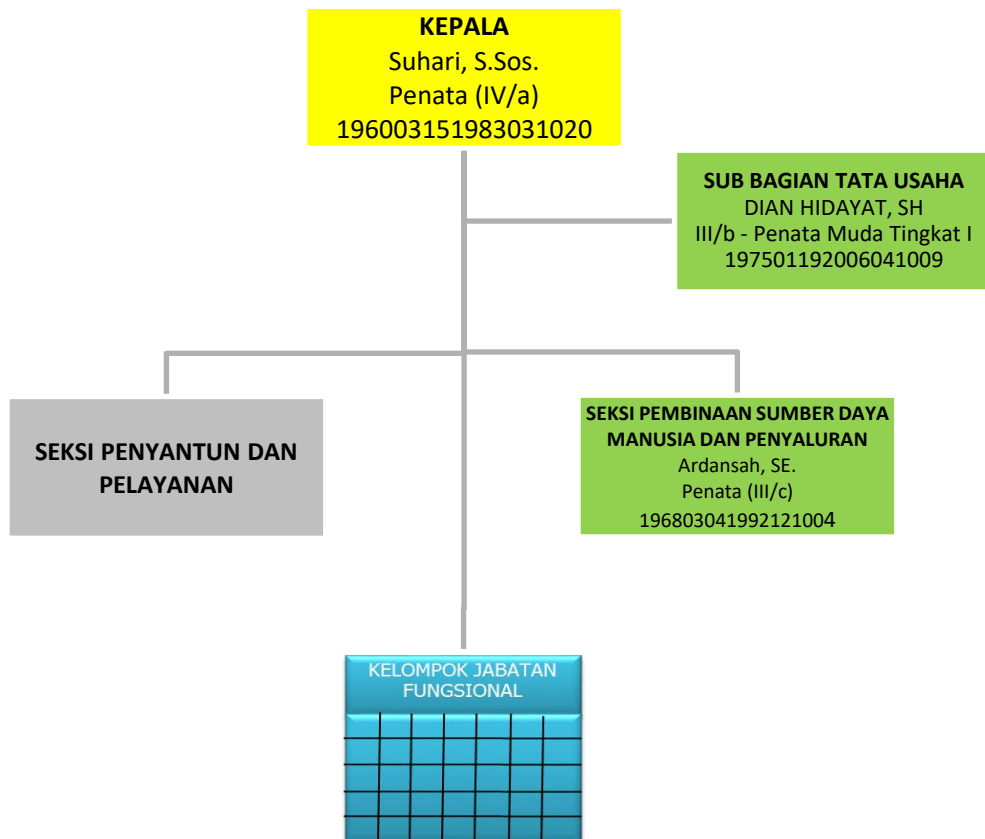 KEPALA
Suhari, S.Sos.
Penata (IV/a)
196003151983031020
SUB BAGIAN TATA USAHA
DIAN HIDAYAT, SH
III/b - Penata Muda Tingkat I
197501192006041009
SEKSI PENYANTUN DAN
PELAYANAN
SEKSI PEMBINAAN SUMBER DAYA
MANUSIA DAN PENYALURAN
Ardansah, SE.
Penata (III/c)
196803041992121004
KELOMPOK JABATAN
FUNGSIONAL